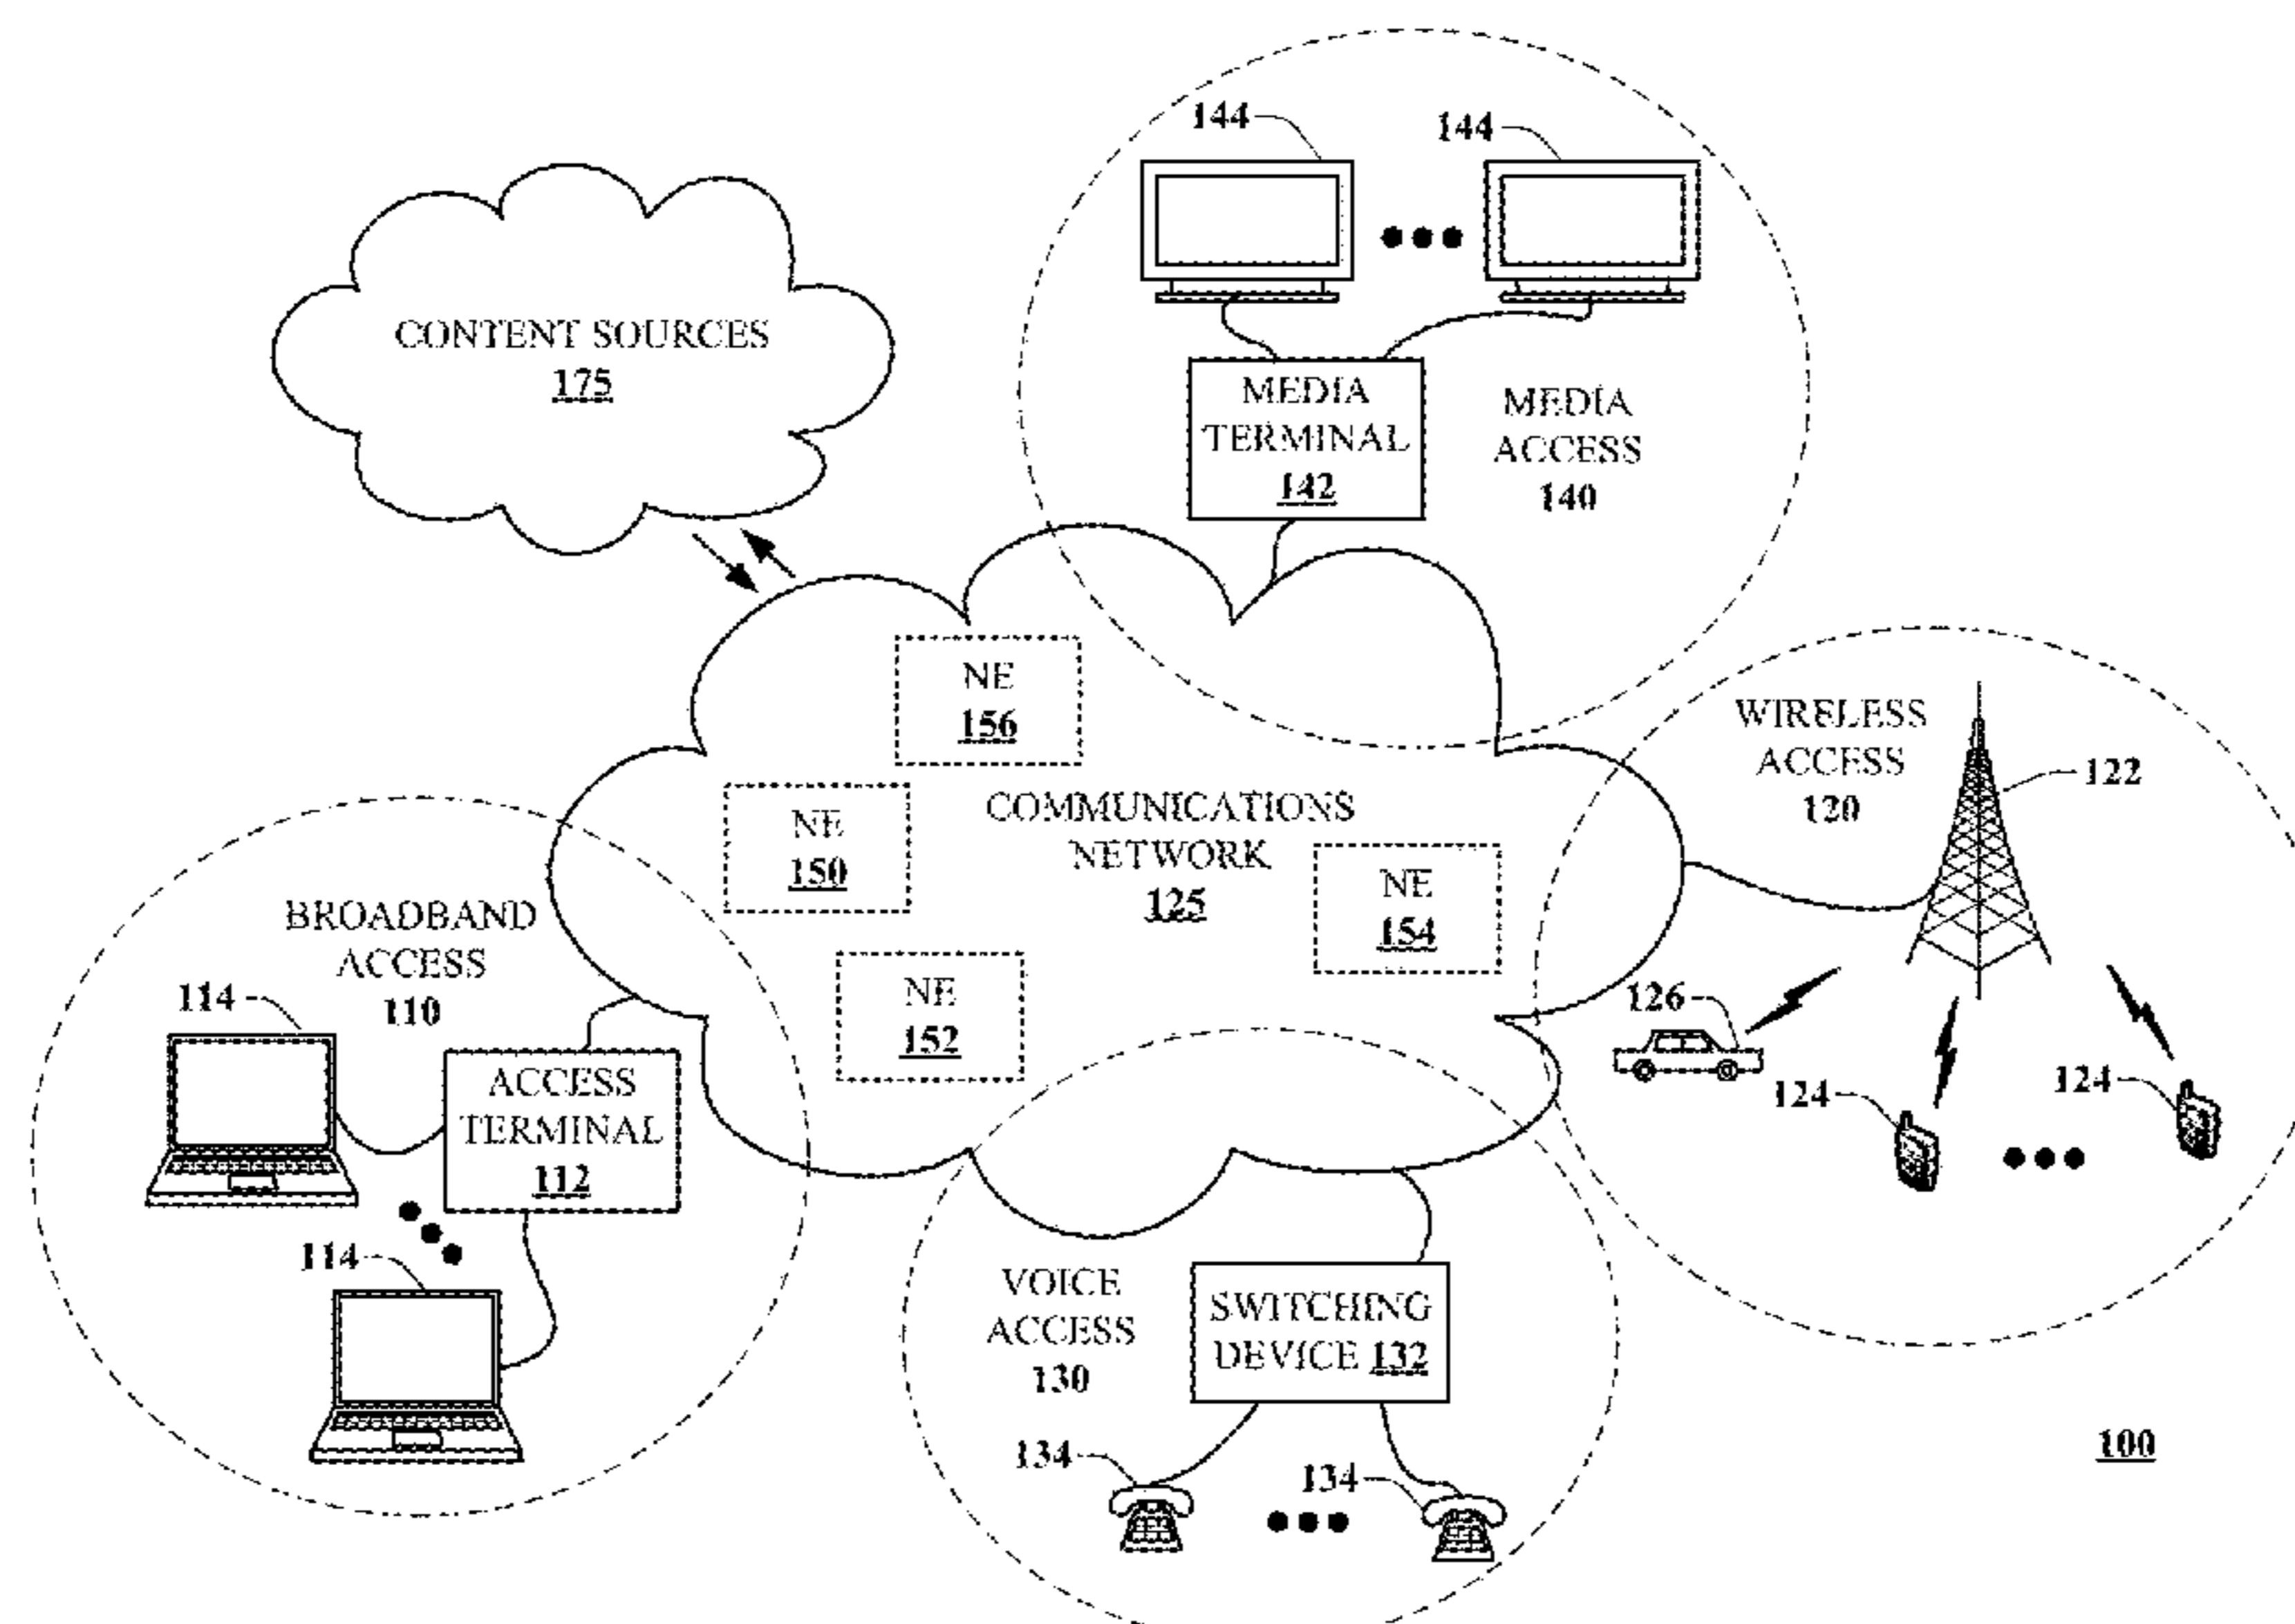 144
144
CONTENT SOURCES
175
MEDIA
TERMINAL
142
MEDIA
ACCESS
140
NE
156
WIRELESS
ACCESS
120
122
NE
150
COMMUNICATIONS
NETWORK
125
NE
154
BROADBAND
ACCESS
110
114
NE
152
126
124
124
ACCESS
TERMINAL
112
114
VOICE
ACCESS
130
SWITCHING
DEVICE 132
134
134
100